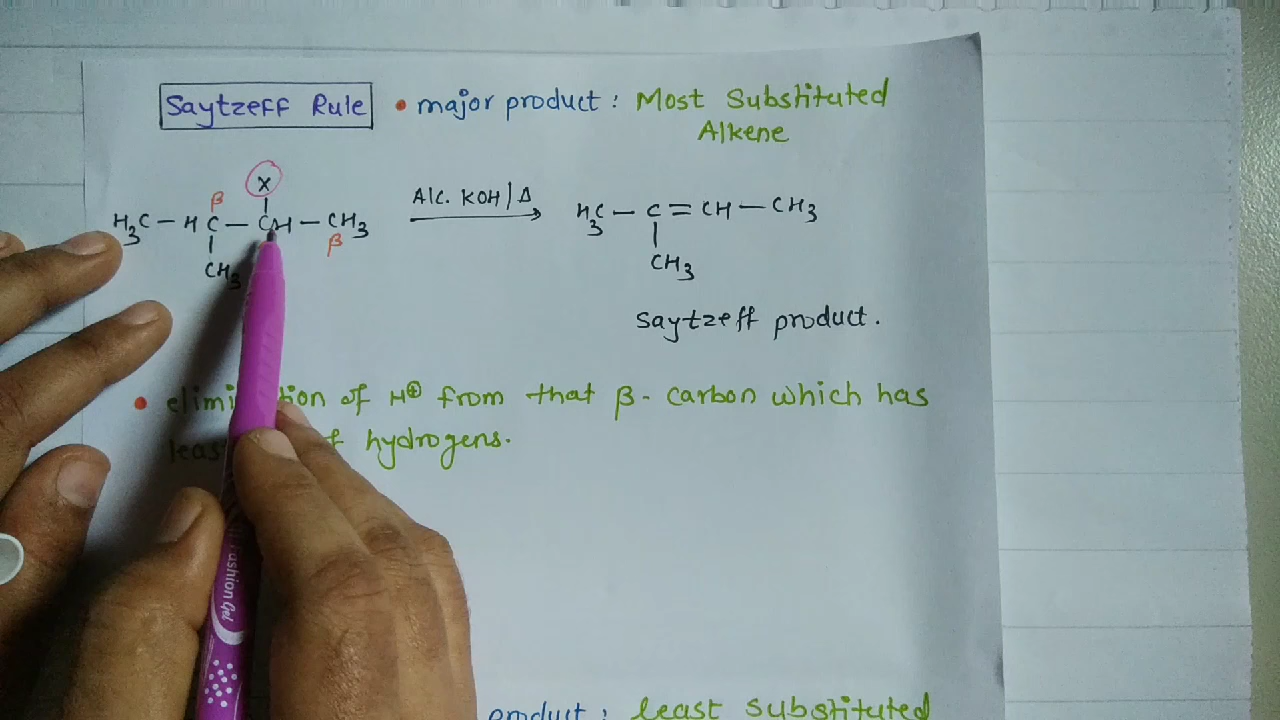 Saytzeff Rule • major product : Most Substituted
Alkene
X
β
H3C — HC — CH — CH3
β
CH3
Alc. KOH/Δ
H3C — C = CH — CH3
CH3
Saytzeff product.
• elimi tion of H⊕ from that β- carbon which has
hydrogens.
product : least substituted
Fashion Gel